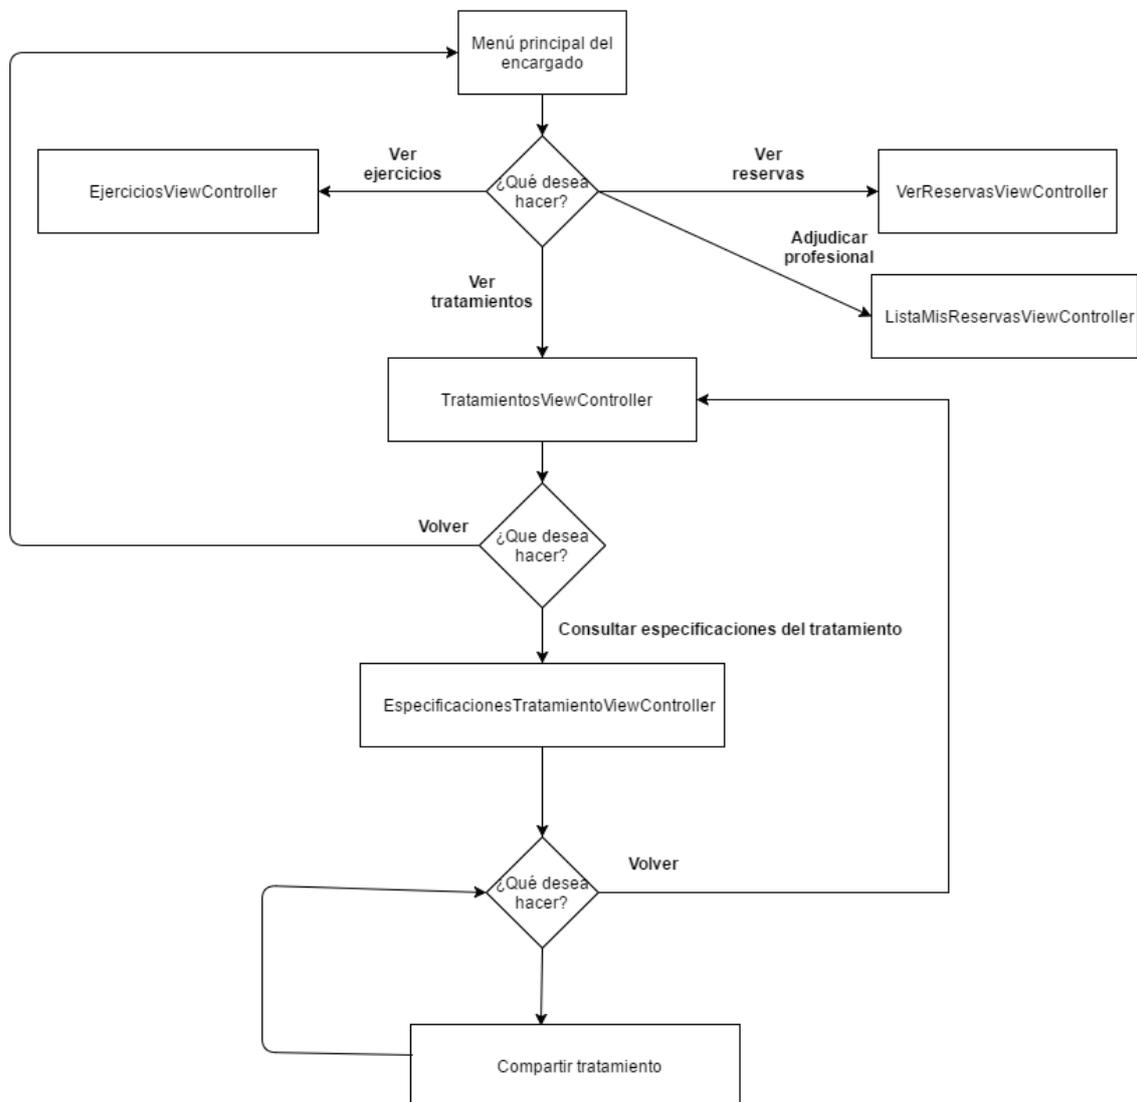 Menú principal del
encargado
Ver
ejercicios
Ver
reservas
EjerciciosViewController
¿Qué desea
hacer?
VerReservasViewController
Adjudicar
profesional
Ver
tratamientos
ListaMisReservasViewController
TratamientosViewController
Volver
¿Que desea
hacer?
Consultar especificaciones del tratamiento
EspecificacionesTratamientoViewController
Volver
¿Qué desea
hacer?
Compartir tratamiento